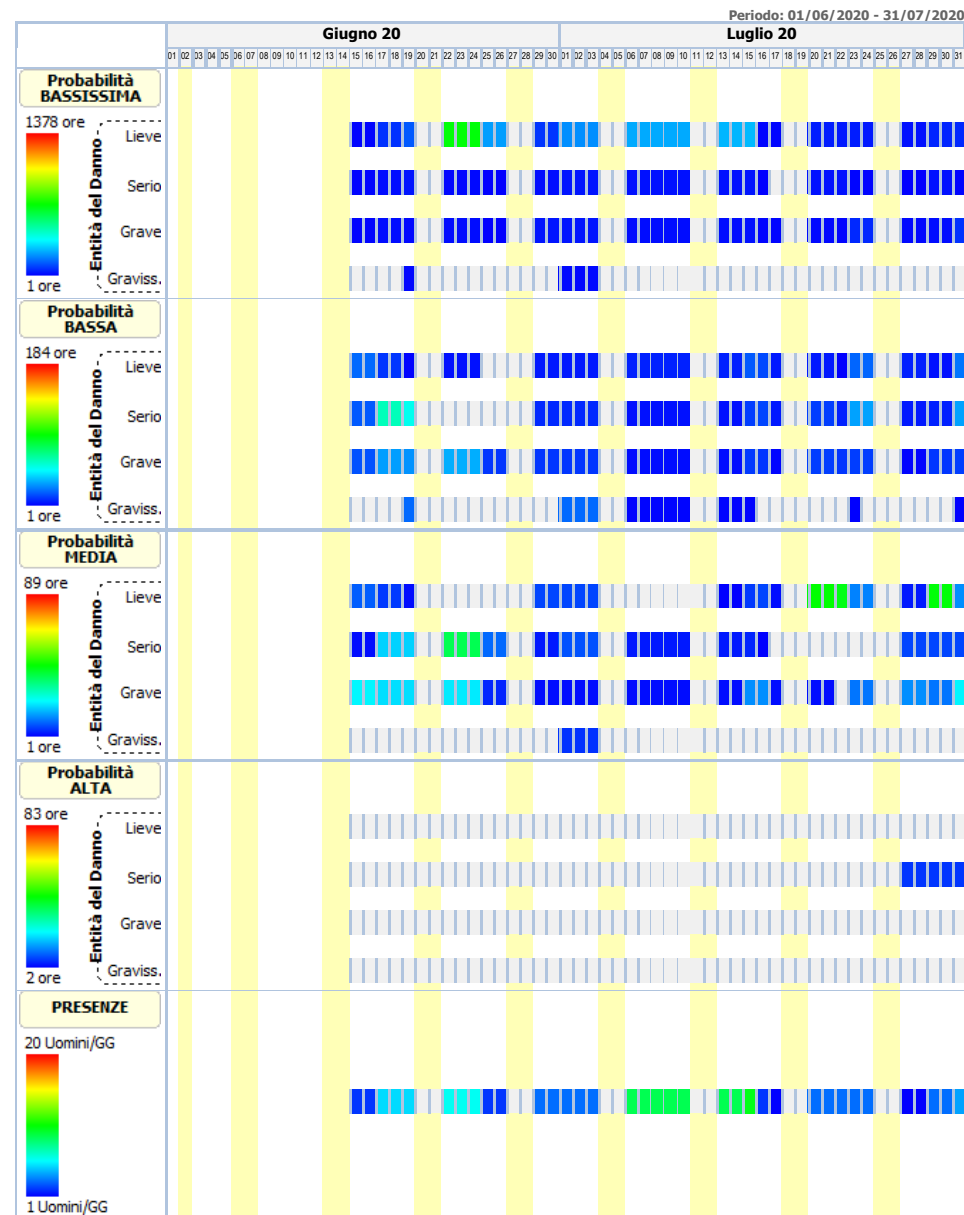 Periodo: 01/06/2020 - 31/07/2020
Giugno 20 Luglio 20
01 02 03 04 05 06 07 08 09 10 11 12 13 14 15 16 17 18 19 20 21 22 23 24 25 26 27 28 29 30 01 02 03 04 05 06 07 08 09 10 11 12 13 14 15 16 17 18 19 20 21 22 23 24 25 26 27 28 29 30 31
Probabilità
BASSISSIMA
1378 ore
Entità del Danno
Lieve
Serio
Grave
Graviss.
1 ore
Probabilità
BASSA
184 ore
Entità del Danno
Lieve
Serio
Grave
Graviss.
1 ore
Probabilità
MEDIA
89 ore
Entità del Danno
Lieve
Serio
Grave
Graviss.
1 ore
Probabilità
ALTA
83 ore
Entità del Danno
Lieve
Serio
Grave
Graviss.
2 ore
PRESENZE
20 Uomini/GG
1 Uomini/GG